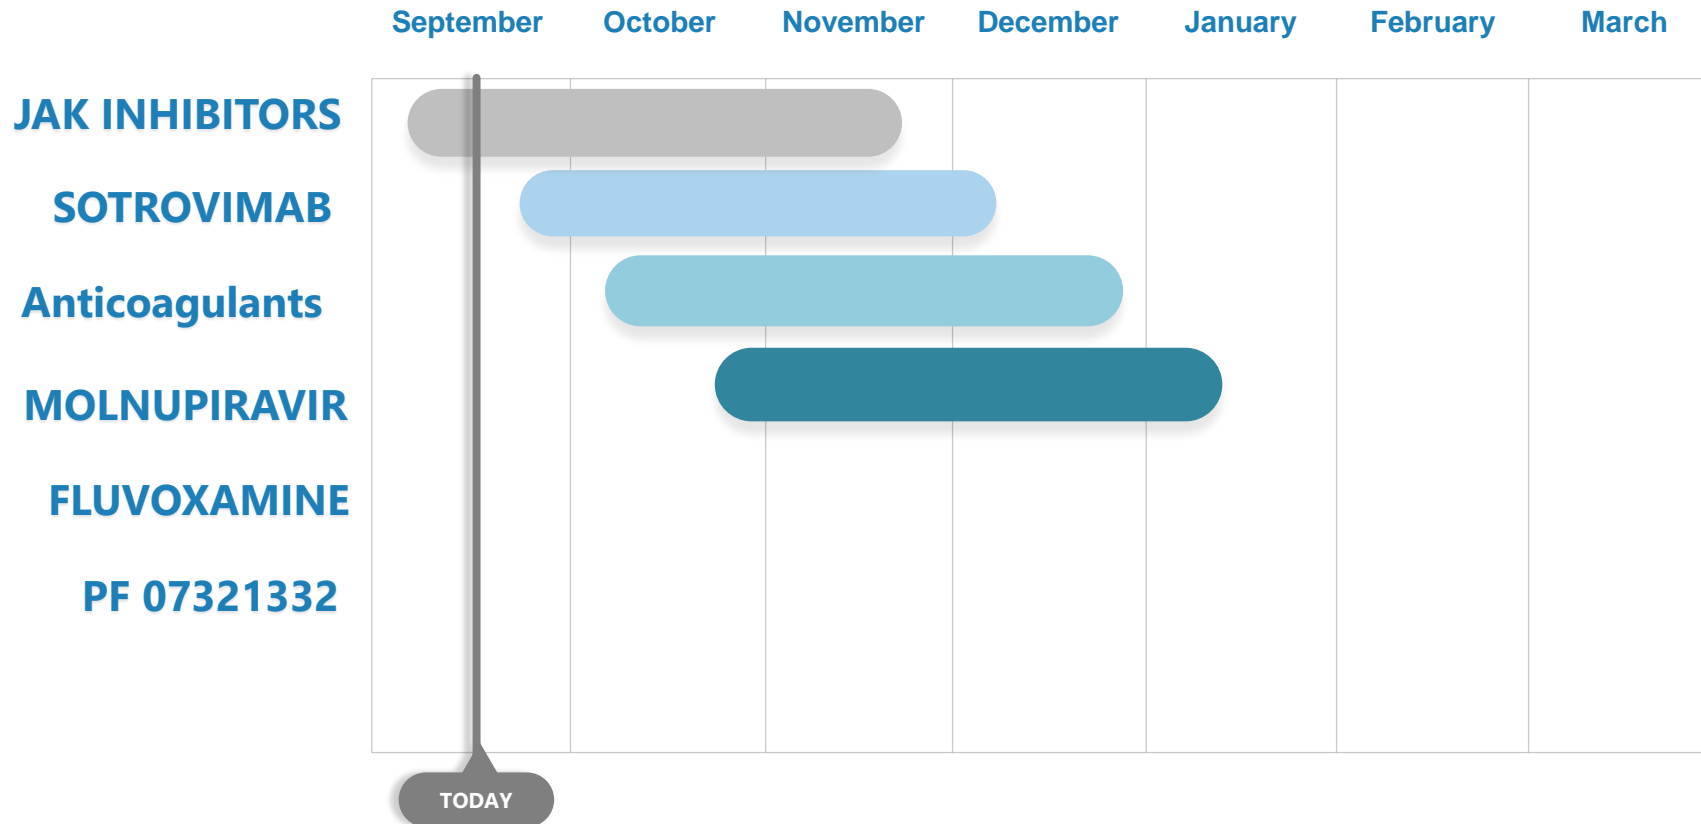 September October November December January February March
JAK INHIBITORS
SOTROVIMAB
Anticoagulants
MOLNUPIRAVIR
FLUVOXAMINE
PF 07321332
TODAY